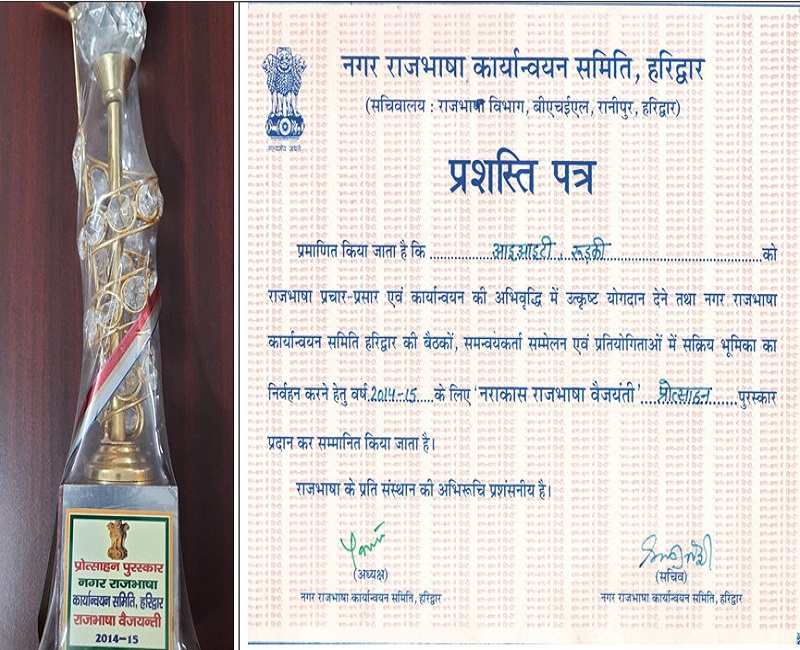 प्रोत्साहन पुरस्कार
नगर राजभाषा
कार्यान्वयन समिति, हरिद्वार
राजभाषा वैजयन्ती
2014-15
नगर राजभाषा कार्यान्वयन समिति, हरिद्वार
(सचिवालय : राजभाषा विभाग, बीएचईएल, रानीपुर, हरिद्वार)
प्रशस्ति पत्र
प्रमाणित किया जाता है कि आइआइटी रूड़की को
राजभाषा प्रचार-प्रसार एवं कार्यान्वयन की अभिवृद्धि में उत्कृष्ट योगदान देने तथा नगर राजभाषा
कार्यान्वयन समिति हरिद्वार की बैठकों, समन्वयकर्ता सम्मेलन एवं प्रतियोगिताओं में सक्रिय भूमिका का
निर्वहन करने हेतु वर्ष 2014-15 के लिए 'नराकास राजभाषा वैजयंती' प्रोत्साहन पुरस्कार
प्रदान कर सम्मानित किया जाता है।
राजभाषा के प्रति संस्थान की अभिरूचि प्रशंसनीय है।
(अध्यक्ष)
नगर राजभाषा कार्यान्वयन समिति, हरिद्वार
(सचिव)
नगर राजभाषा कार्यान्वयन समिति, हरिद्वार